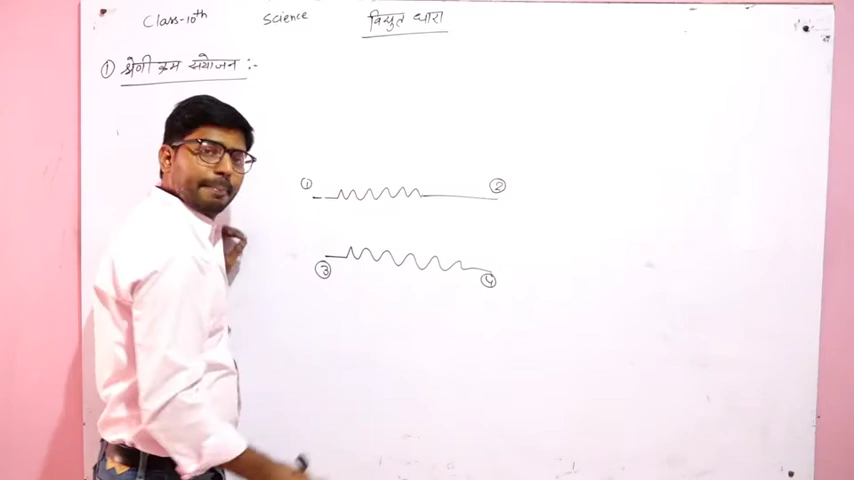 Class-10th Science विद्युत धारा
① श्रेणी क्रम संयोजन :-
① ②
③ ④